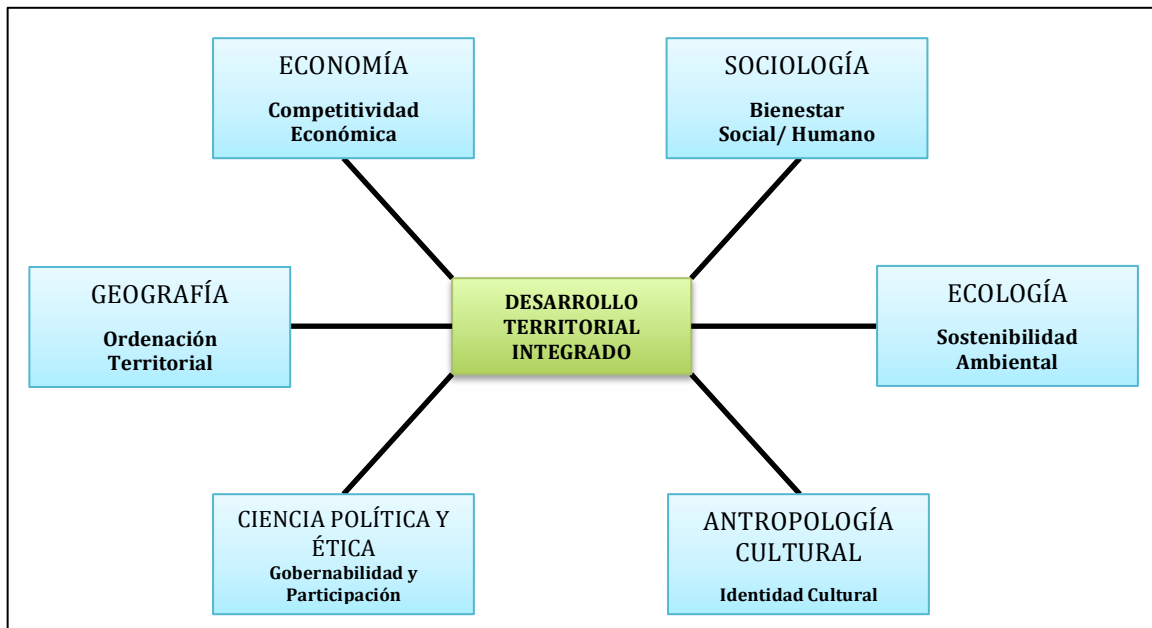 ECONOMÍA
Competitividad
Económica
SOCIOLOGÍA
Bienestar
Social/ Humano
GEOGRAFÍA
Ordenación
Territorial
DESARROLLO
TERRITORIAL
INTEGRADO
ECOLOGÍA
Sostenibilidad
Ambiental
CIENCIA POLÍTICA Y
ÉTICA
Gobernabilidad y
Participación
ANTROPOLOGÍA
CULTURAL
Identidad Cultural